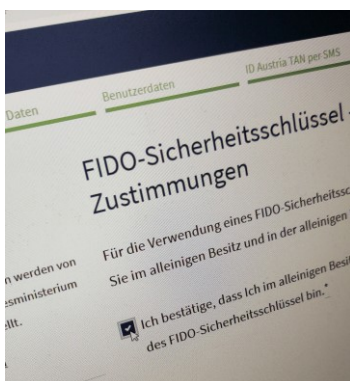 Daten
Benutzerdaten
ID Austria TAN per SMS
FIDO-Sicherheitsschlüssel -
Zustimmungen
n werden von
esministerium
llt.
Für die Verwendung eines FIDO-Sicherheitssc
Sie im alleinigen Besitz und in der alleinigen
Ich bestätige, dass Ich im alleinigen Besi
des FIDO-Sicherheitsschlüssel bin.*